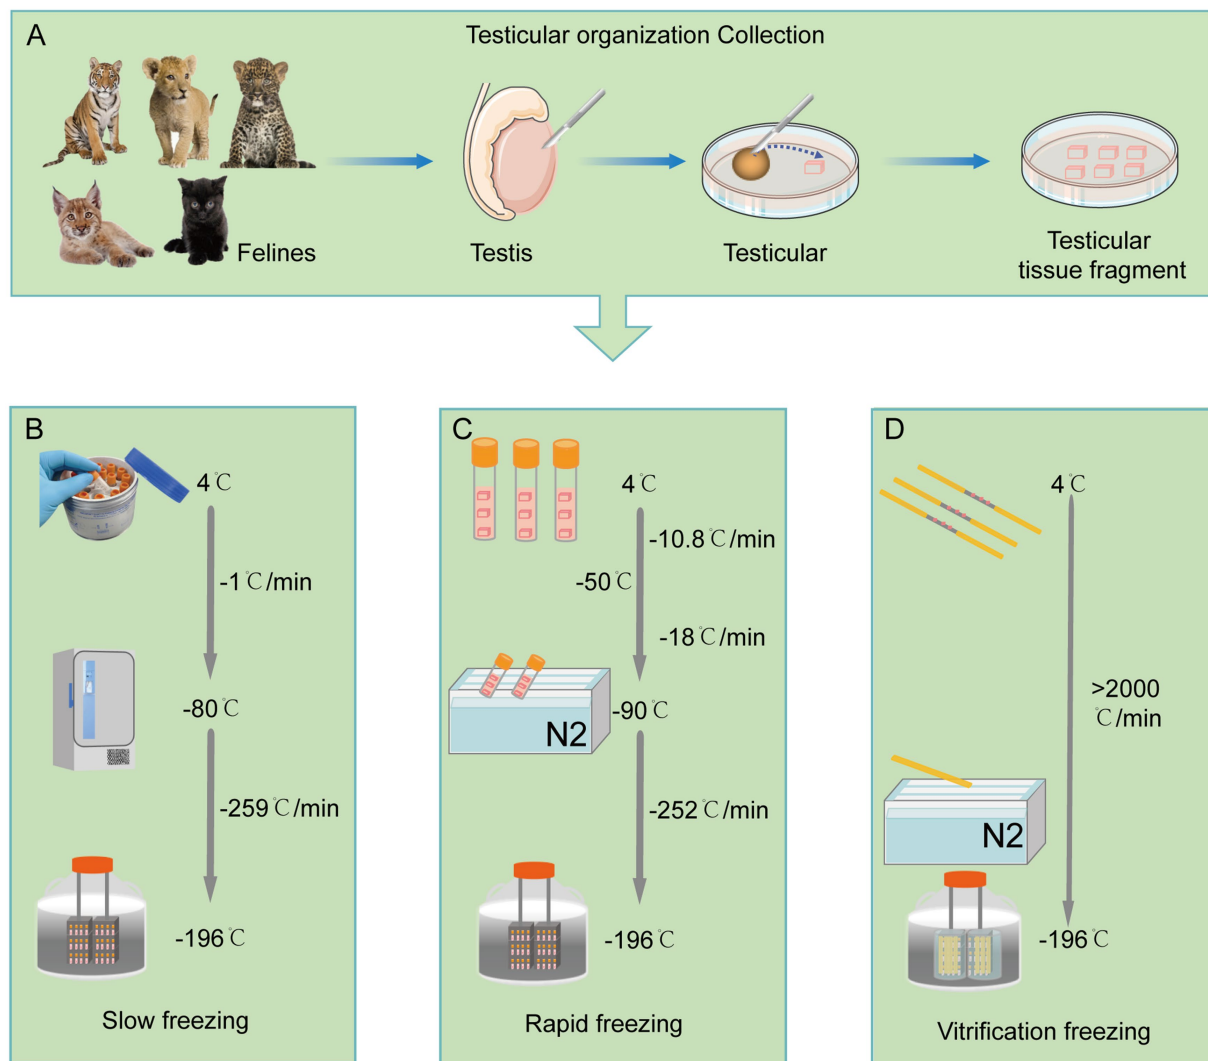 A
Testicular organization Collection
Felines
Testis
Testicular
Testicular
tissue fragment
B
4℃
-1℃/min
-80℃
-259℃/min
-196℃
Slow freezing
C
4℃
-10.8℃/min
-50℃
-18℃/min
N2
-90℃
-252℃/min
-196℃
Rapid freezing
D
4℃
>2000
℃/min
N2
-196℃
Vitrification freezing